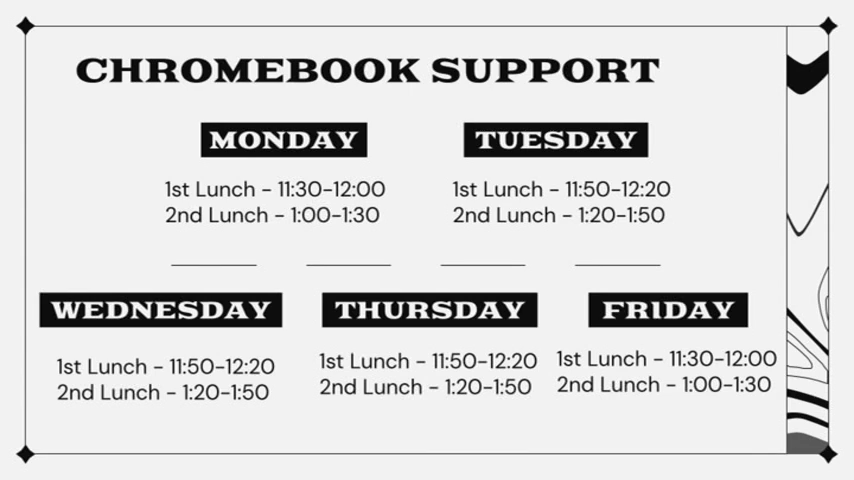 CHROMEBOOK SUPPORT
MONDAY
1st Lunch - 11:30-12:00
2nd Lunch - 1:00-1:30
TUESDAY
1st Lunch - 11:50-12:20
2nd Lunch - 1:20-1:50
WEDNESDAY
1st Lunch - 11:50-12:20
2nd Lunch - 1:20-1:50
THURSDAY
1st Lunch - 11:50-12:20
2nd Lunch - 1:20-1:50
FRIDAY
1st Lunch - 11:30-12:00
2nd Lunch - 1:00-1:30